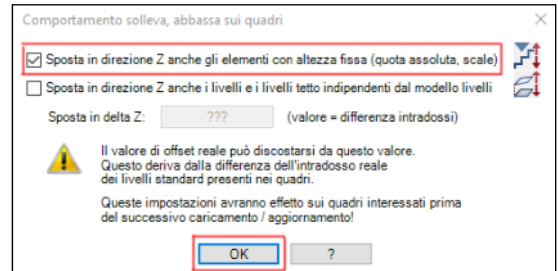 Comportamento solleva, abbassa sui quadri
Sposta in direzione Z anche gli elementi con altezza fissa (quota assoluta, scale)
Sposta in direzione Z anche i livelli e i livelli tetto indipendenti dal modello livelli
Sposta in delta Z: ??? (valore = differenza intradossi)
Il valore di offset reale può discostarsi da questo valore.
Questo deriva dalla differenza dell'intradosso reale
dei livelli standard presenti nei quadri.
Queste impostazioni avranno effetto sui quadri interessati prima
del successivo caricamento / aggiornamento!
OK ?